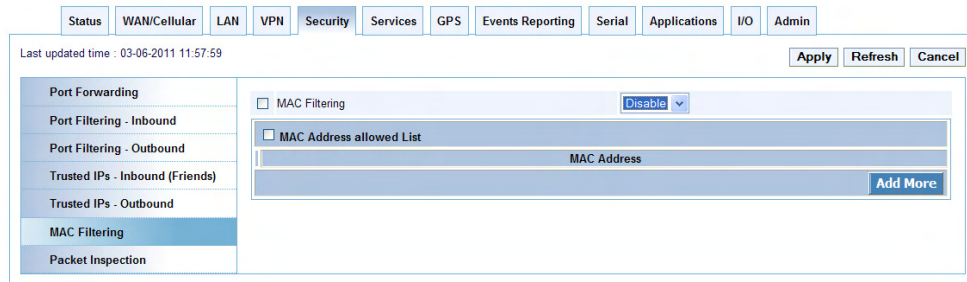 Status WAN/Cellular LAN VPN Security Services GPS Events Reporting Serial Applications I/O Admin
Last updated time : 03-06-2011 11:57:59
Apply Refresh Cancel
Port Forwarding
Port Filtering - Inbound
Port Filtering - Outbound
Trusted IPs - Inbound (Friends)
Trusted IPs - Outbound
MAC Filtering
Packet Inspection
MAC Filtering Disable
MAC Address allowed List
MAC Address
Add More